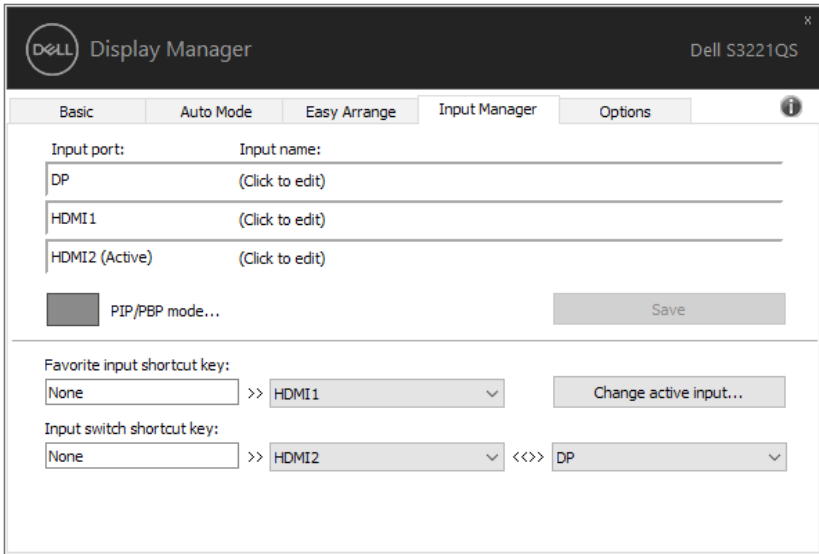 DELL Display Manager Dell S3221QS x
Basic Auto Mode Easy Arrange Input Manager Options i
Input port: Input name:
DP (Click to edit)
HDMI1 (Click to edit)
HDMI2 (Active) (Click to edit)
PIP/PBP mode... Save
Favorite input shortcut key:
None >> HDMI1 Change active input...
Input switch shortcut key:
None >> HDMI2 <<>> DP